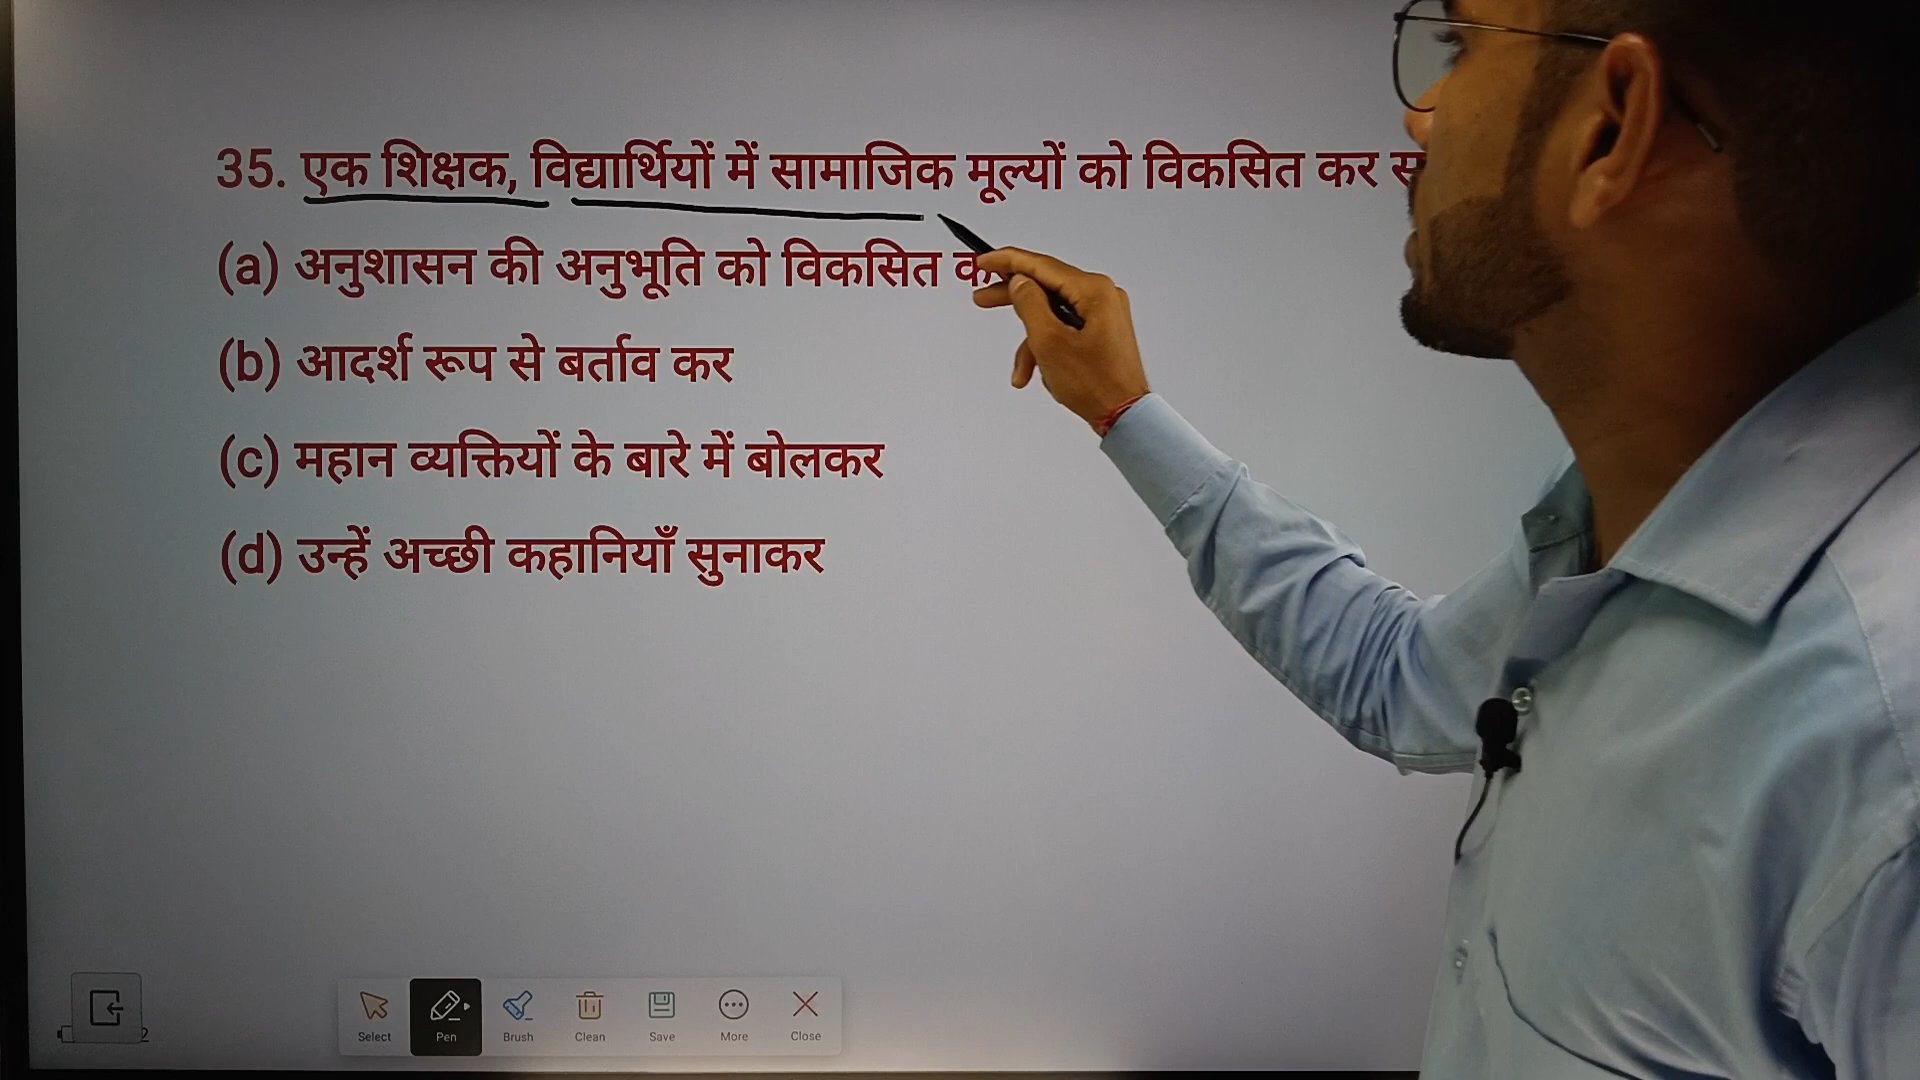 35. एक शिक्षक, विद्यार्थियों में सामाजिक मूल्यों को विकसित कर
(a) अनुशासन की अनुभूति को विकसित
(b) आदर्श रूप से बर्ताव कर
(c) महान व्यक्तियों के बारे में बोलकर
(d) उन्हें अच्छी कहानियाँ सुनाकर
Select Pen Brush Clean Save More Close